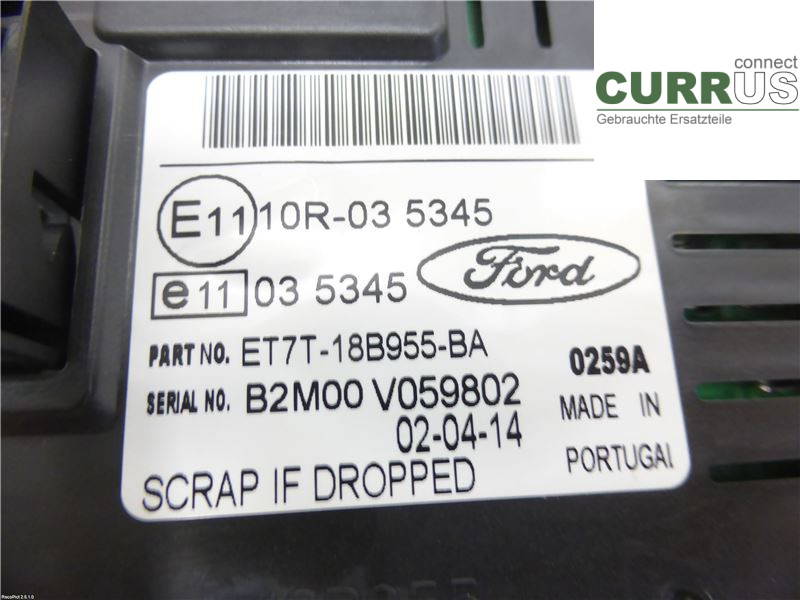 connect
CURRUS
Gebrauchte Ersatzteile
E11 10R-03 5345
e11 03 5345
Ford
PART NO. ET7T-18B955-BA
0259A
SERIAL NO. B2M00 V059802
MADE IN
02-04-14
PORTUGAL
SCRAP IF DROPPED